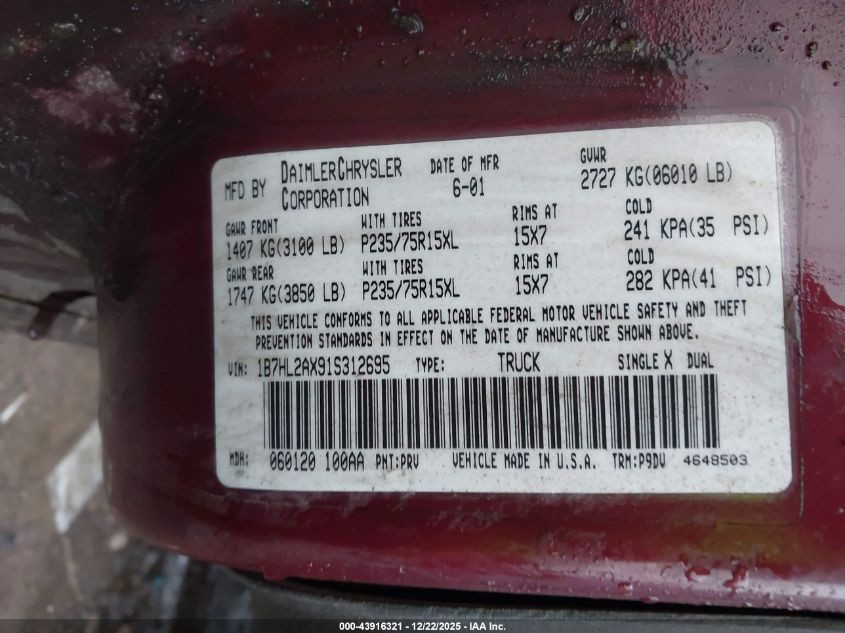 MFD BY DAIMLERCHRYSLER CORPORATION DATE OF MFR 6-01 GVWR 2727 KG(06010 LB)
GAWR FRONT WITH TIRES RIMS AT COLD
1407 KG(3100 LB) P235/75R15XL 15X7 241 KPA(35 PSI)
GAWR REAR WITH TIRES RIMS AT COLD
1747 KG(3850 LB) P235/75R15XL 15X7 282 KPA(41 PSI)
THIS VEHICLE CONFORMS TO ALL APPLICABLE FEDERAL MOTOR VEHICLE SAFETY AND THEFT
PREVENTION STANDARDS IN EFFECT ON THE DATE OF MANUFACTURE SHOWN ABOVE.
VIN: 1B7HL2AX91S312695 TYPE: TRUCK SINGLE X DUAL
MDH: 060120 100AA PNT:PRV VEHICLE MADE IN U.S.A. TRM:P9DV 4648503
000-43916321 - 12/22/2025 - IAA Inc.